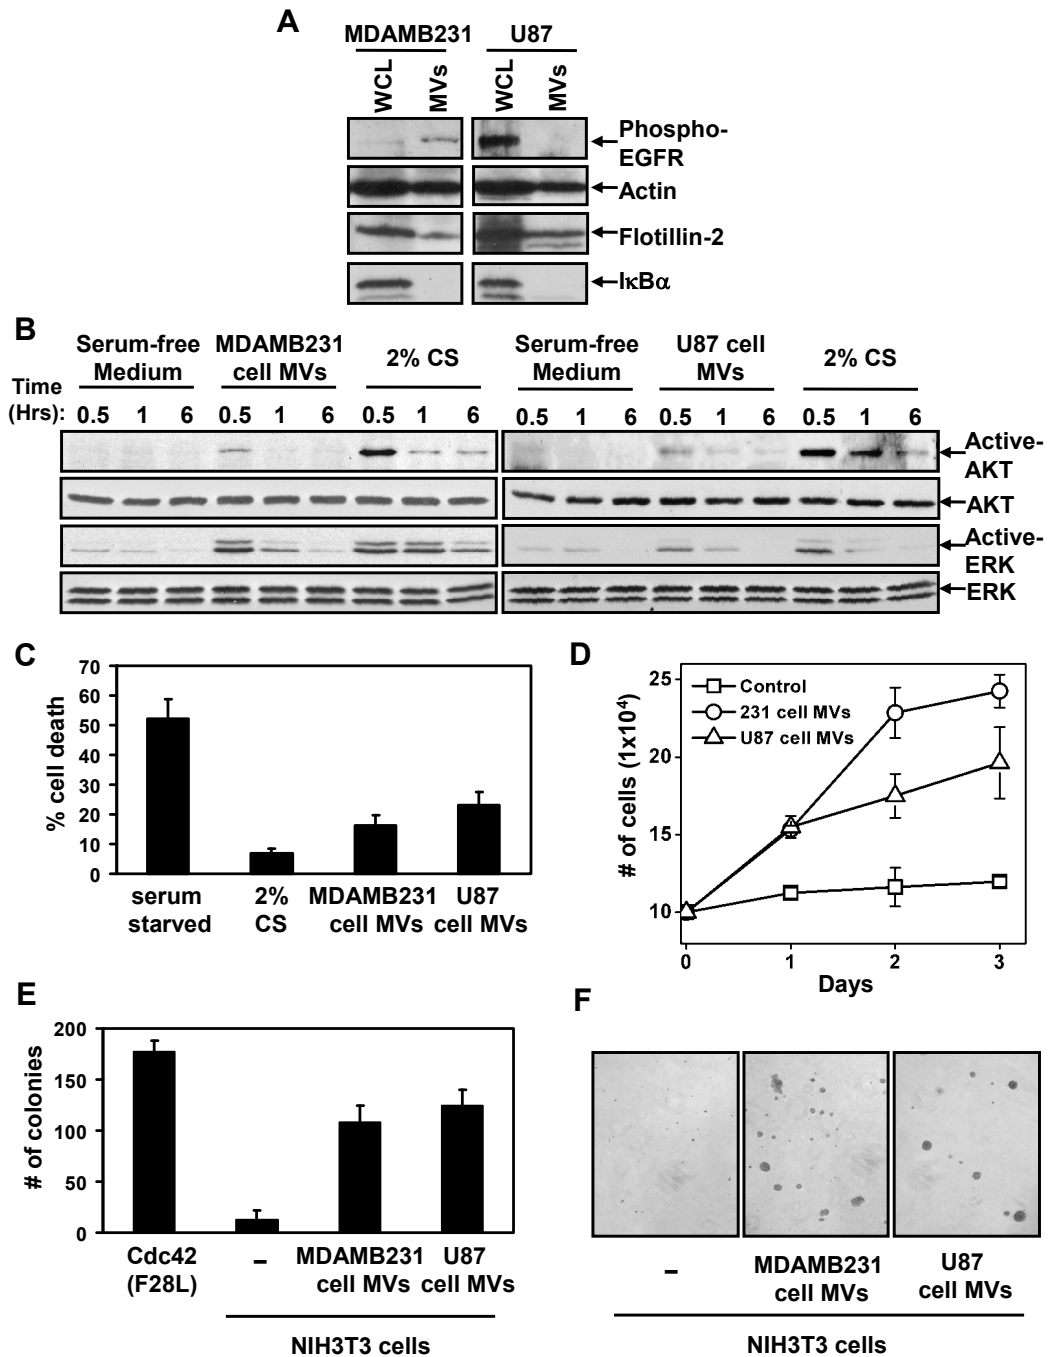 A
MDAMB231
U87
WCL
MVs
WCL
MVs
Phospho-
EGFR
Actin
Flotillin-2
IκBα
B
Serum-free
Medium
MDAMB231
cell MVs
2% CS
Serum-free
Medium
U87 cell
MVs
2% CS
Time
(Hrs):
0.5 1 6 0.5 1 6 0.5 1 6 0.5 1 6 0.5 1 6 0.5 1 6
Active-
AKT
AKT
Active-
ERK
ERK
C
% cell death
70
60
50
40
30
20
10
0
serum
starved
2%
CS
MDAMB231
cell MVs
U87
cell MVs
D
# of cells (1x10⁴)
25
20
15
10
Control
231 cell MVs
U87 cell MVs
0 1 2 3
Days
E
# of colonies
200
150
100
50
0
Cdc42
(F28L)
–
MDAMB231
cell MVs
U87
cell MVs
NIH3T3 cells
F
–
MDAMB231
cell MVs
U87
cell MVs
NIH3T3 cells